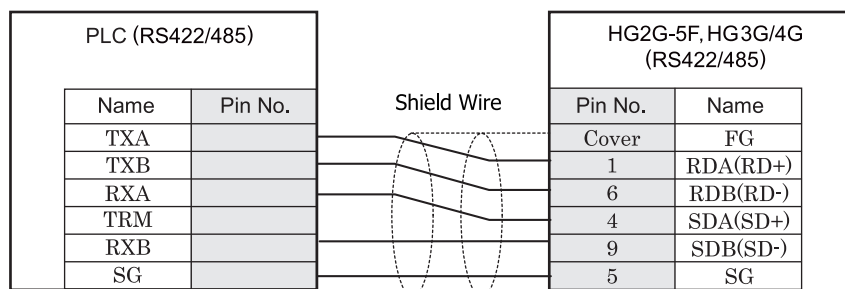 PLC (RS422/485)
HG2G-5F, HG3G/4G
(RS422/485)
Shield Wire
Name Pin No.
Pin No. Name
TXA
Cover FG
TXB
1 RDA(RD+)
RXA
6 RDB(RD-)
TRM
4 SDA(SD+)
RXB
9 SDB(SD-)
SG
5 SG